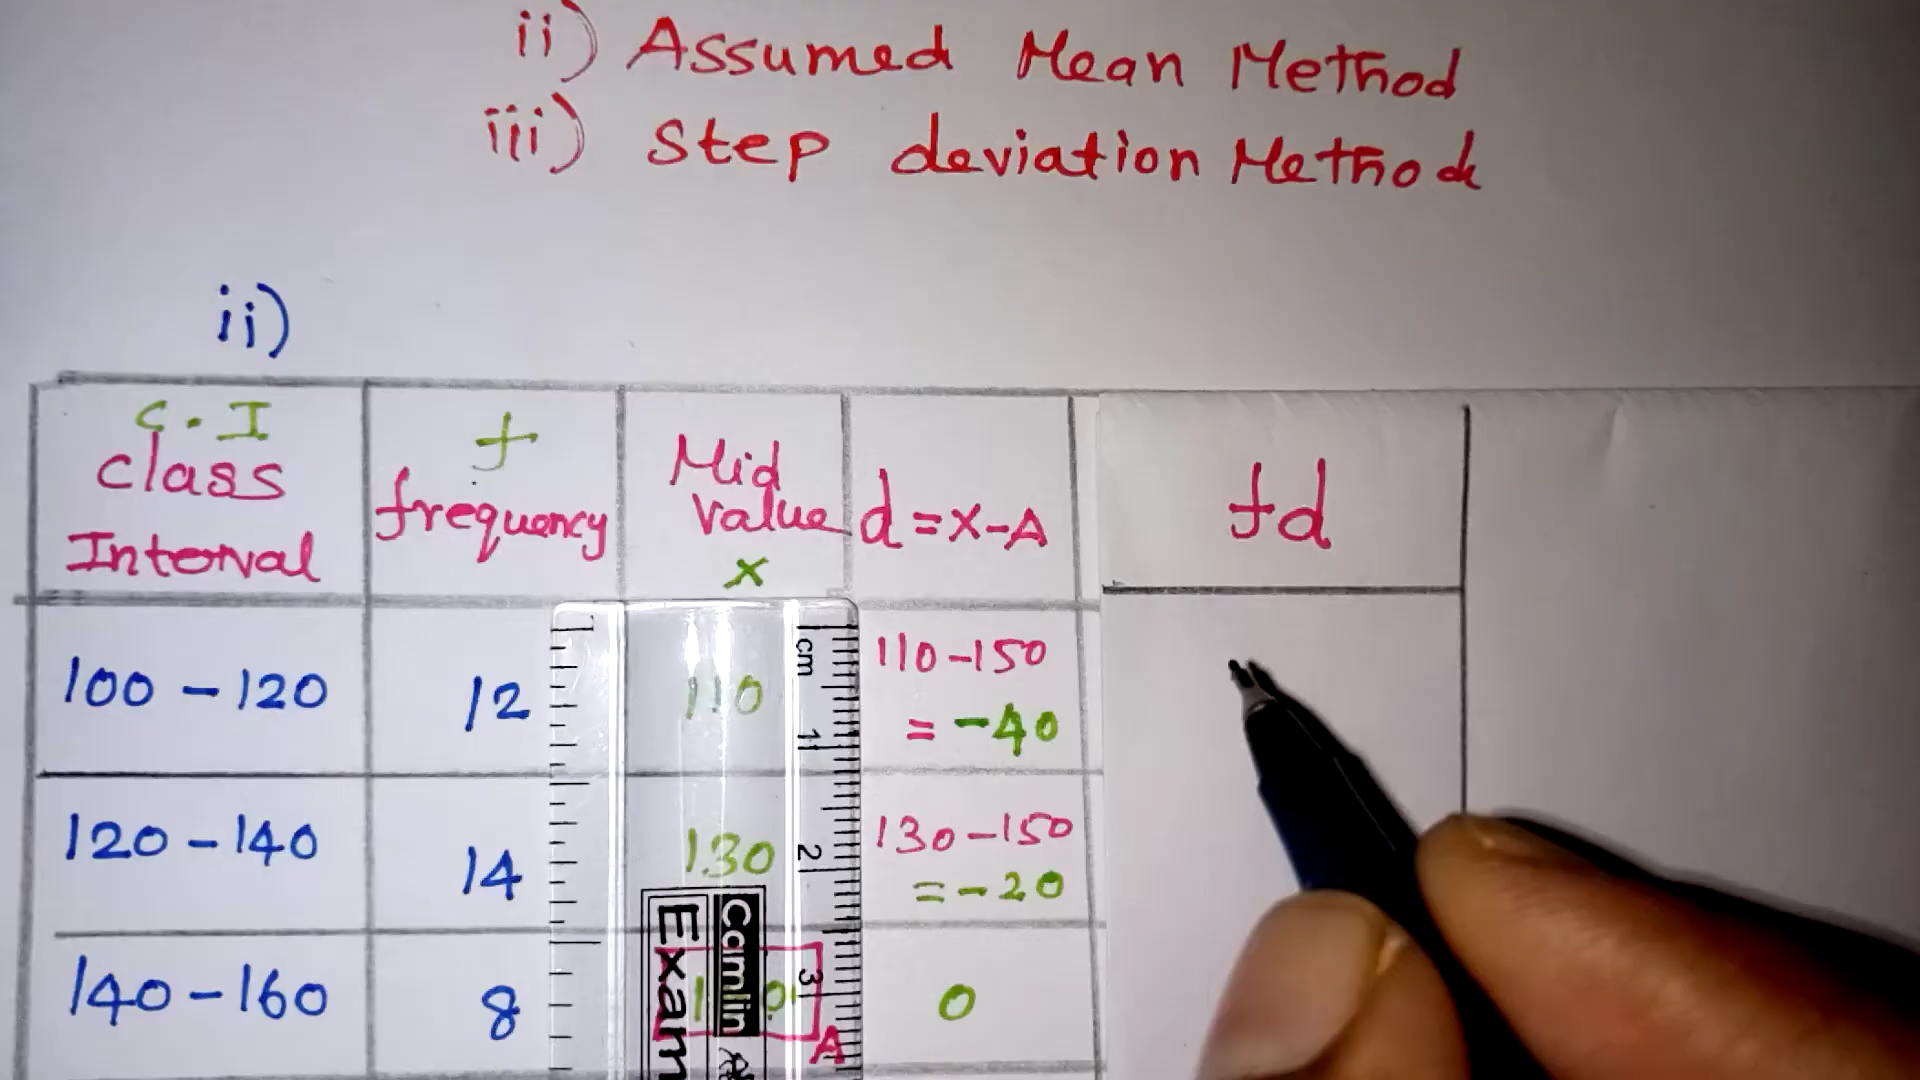 ii) Assumed Mean Method
iii) Step deviation Method
ii)
C.I
Class
Interval
f
frequency
Mid
Value
x
d=x-A
fd
100-120
12
110
110-150
=-40
120-140
14
130
130-150
=-20
140-160
8
A
0
cm
1
2
3
Camlin
Exam